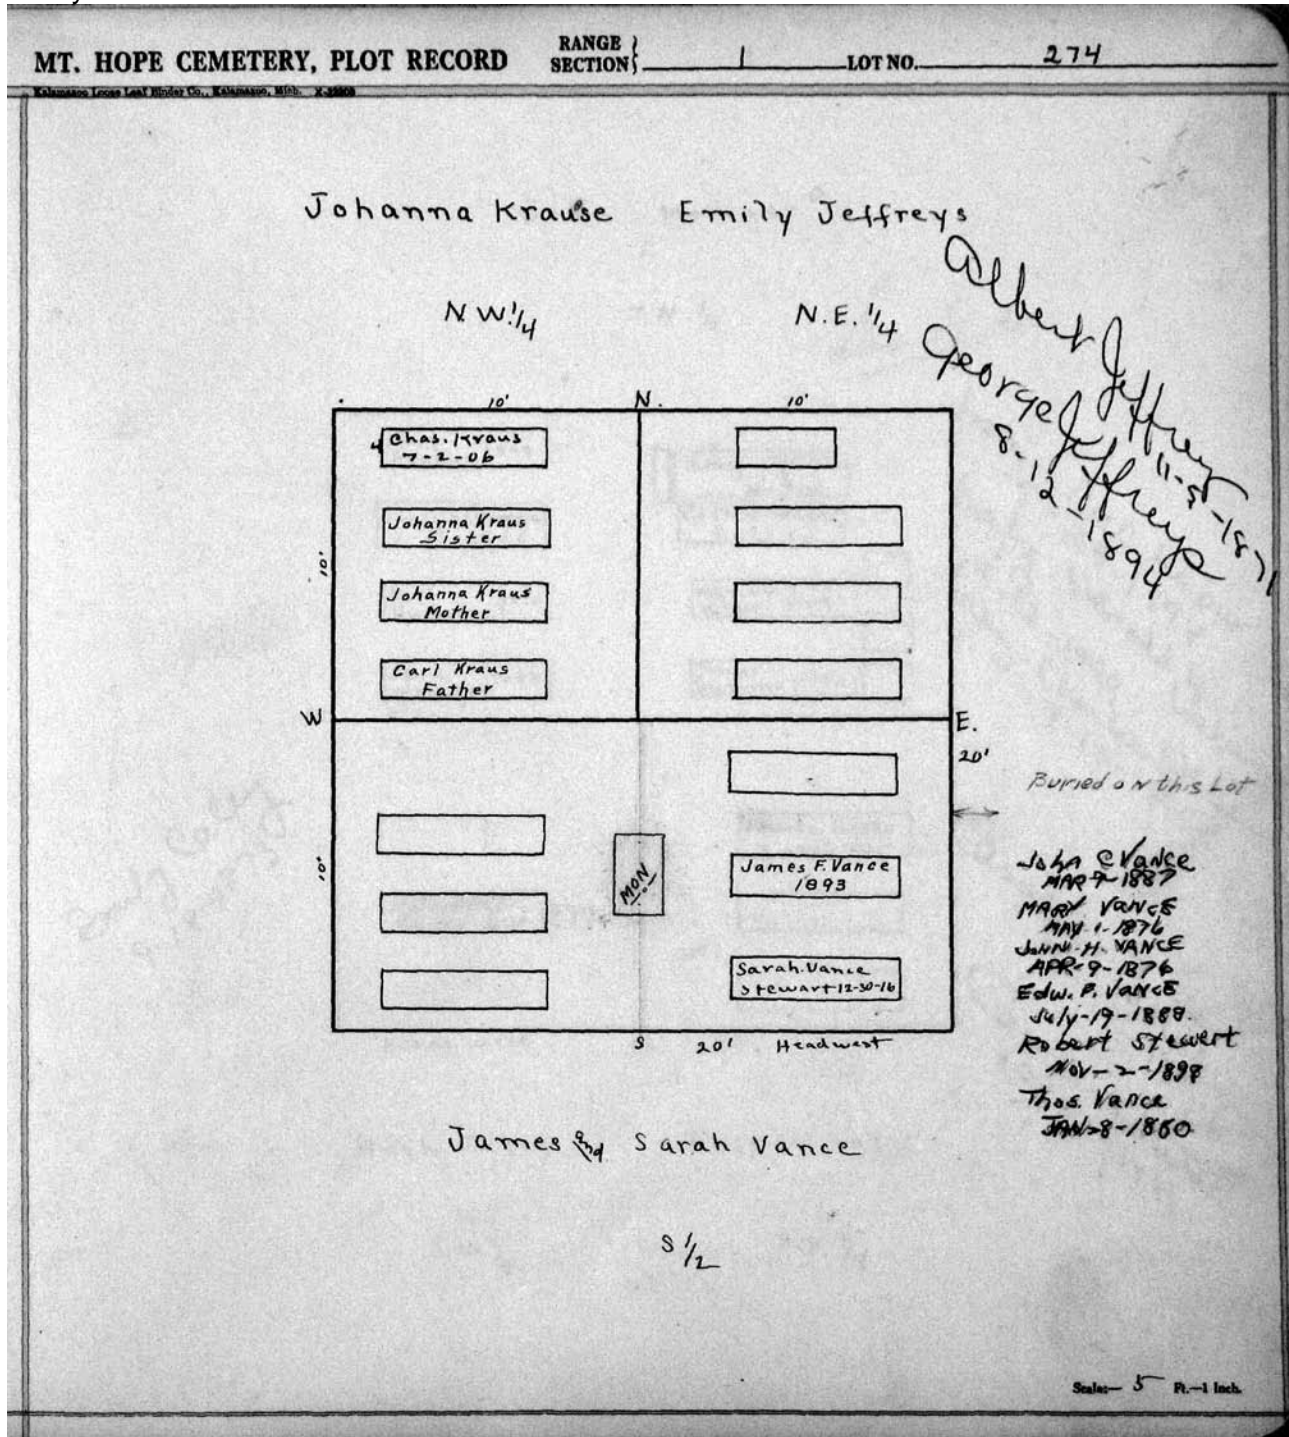 MT. HOPE CEMETERY, PLOT RECORD RANGE SECTION 1 LOT NO. 274
Kalamazoo Loose Leaf Binder Co., Kalamazoo, Mich.
Johanna Krause Emily Jeffreys
Albert Jeffrey
11-5-1871
George Jeffreys
8-12-1894
N.W. 1/4 N.E. 1/4
10' N. 10'
Chas. Kraus
7-2-06
Johanna Kraus
Sister
10'
Johanna Kraus
Mother
Carl Kraus
Father
W E.
20'
Buried on this Lot
10'
MON.
James F. Vance
1893
Sarah Vance
Stewart 12-30-16
S 20' Headwest
John C Vance
MAR 9-1887
MARY VANCE
MAY-1-1876
JOHN H. VANCE
APR-9-1876
Edw. P. VANCE
July-19-1888.
Robert Stewert
NOV-2-1898
Thos. Vance
JAN-8-1880
James and Sarah Vance
S 1/2
Scale:— 5 Ft.—1 Inch.